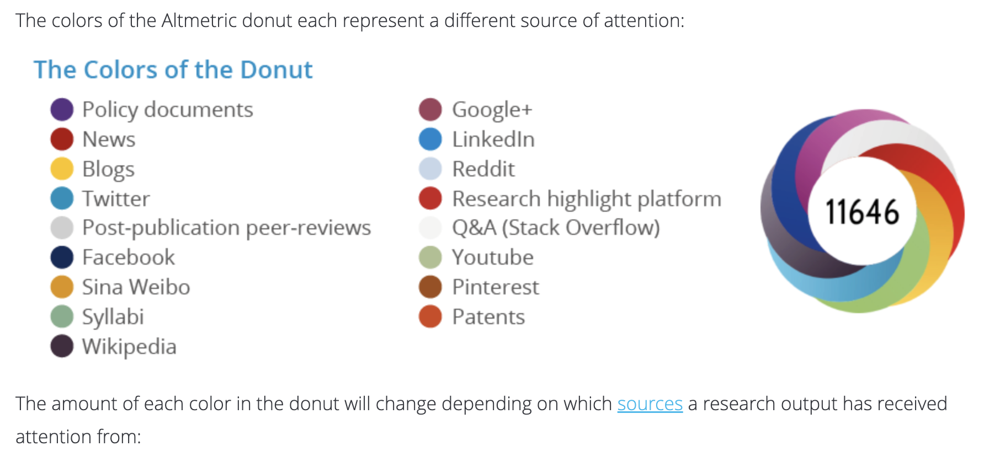 The colors of the Altmetric donut each represent a different source of attention:
The Colors of the Donut
Policy documents
News
Blogs
Twitter
Post-publication peer-reviews
Facebook
Sina Weibo
Syllabi
Wikipedia
Google+
LinkedIn
Reddit
Research highlight platform
Q&A (Stack Overflow)
Youtube
Pinterest
Patents
11646
The amount of each color in the donut will change depending on which sources a research output has received
attention from: